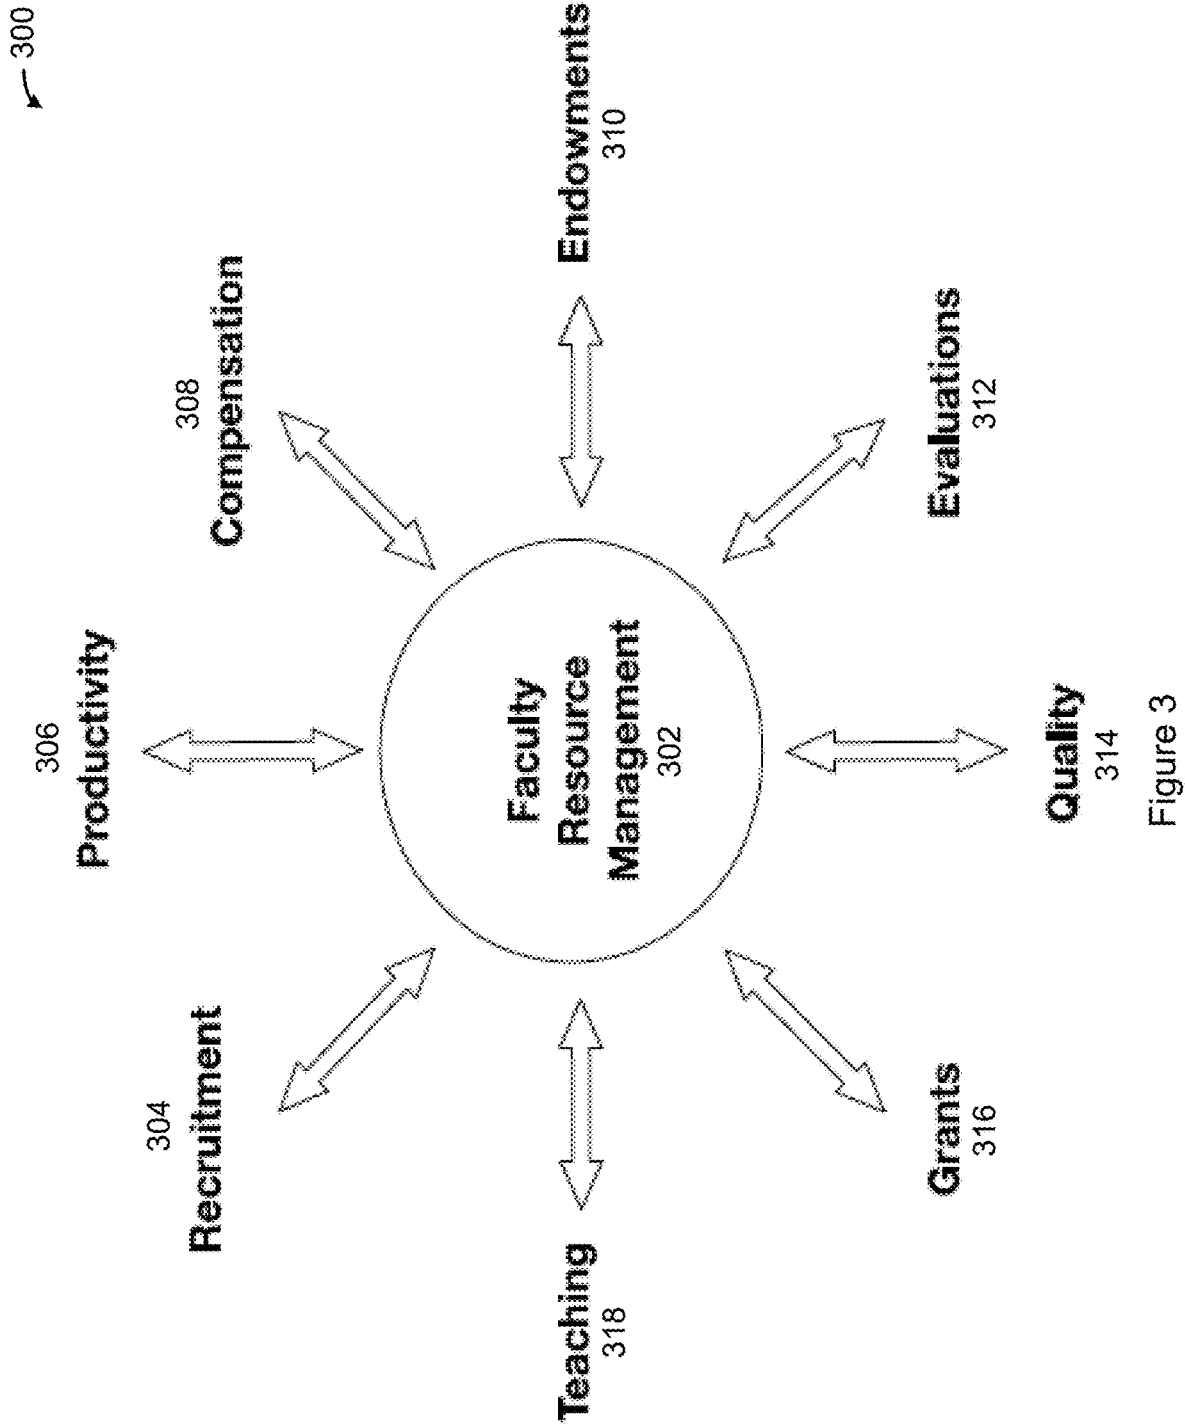 300
306
Productivity
304
Recruitment
308
Compensation
Faculty
Resource
Management
302
Teaching
318
Endowments
310
Grants
316
Evaluations
312
Quality
314
Figure 3